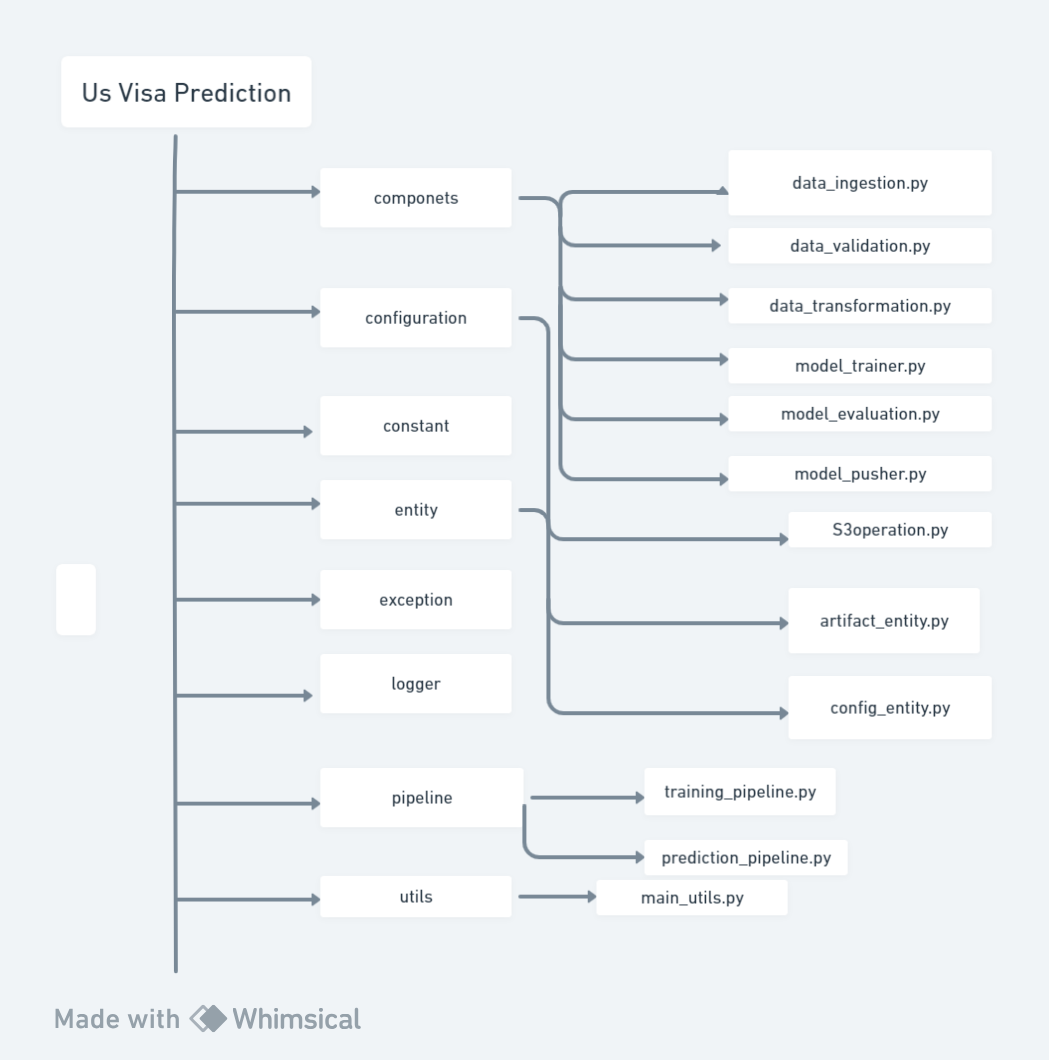 Us Visa Prediction
componets
data_ingestion.py
data_validation.py
data_transformation.py
configuration
model_trainer.py
model_evaluation.py
constant
model_pusher.py
entity
S3operation.py
exception
artifact_entity.py
logger
config_entity.py
pipeline
training_pipeline.py
prediction_pipeline.py
utils
main_utils.py
Made with Whimsical